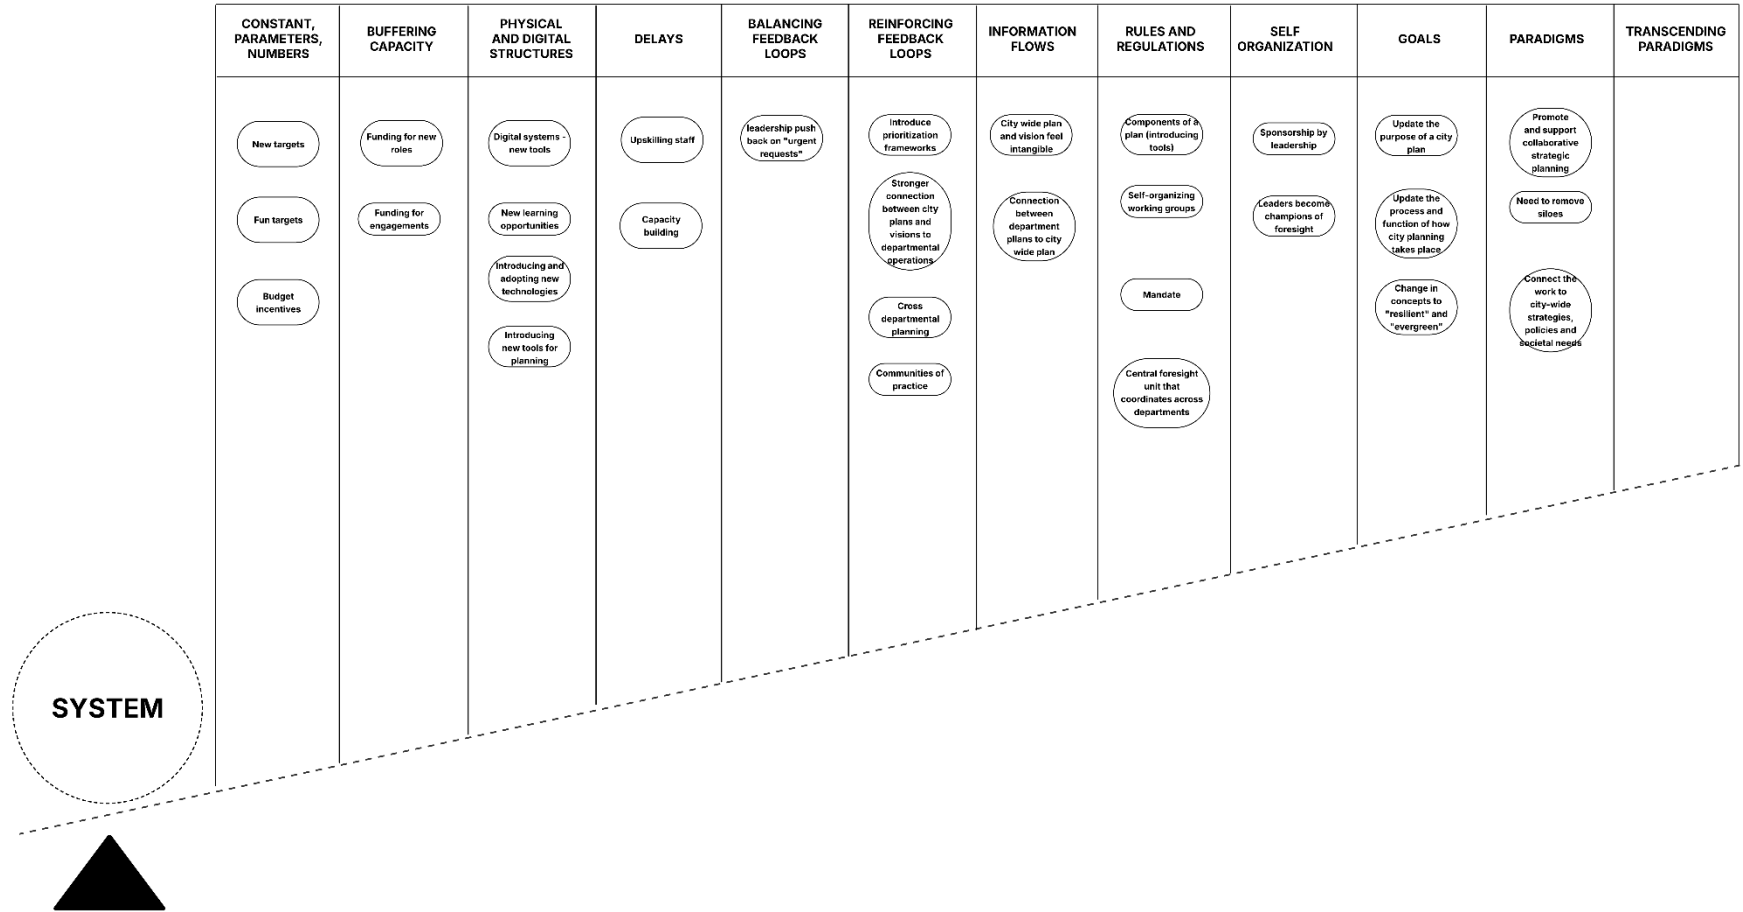 CONSTANT,
PARAMETERS,
NUMBERS
BUFFERING
CAPACITY
PHYSICAL
AND DIGITAL
STRUCTURES
DELAYS
BALANCING
FEEDBACK
LOOPS
REINFORCING
FEEDBACK
LOOPS
INFORMATION
FLOWS
RULES AND
REGULATIONS
SELF
ORGANIZATION
GOALS
PARADIGMS
TRANSCENDING
PARADIGMS
New targets
Fun targets
Budget
incentives
Funding for new
roles
Funding for
engagements
Digital systems -
new tools
New learning
opportunities
Introducing and
adopting new
technologies
Introducing
new tools for
planning
Upskilling staff
Capacity
building
leadership push
back on "urgent
requests"
Introduce
prioritization
frameworks
Stronger
connection
between city
plans and
visions to
departmental
operations
Cross
departmental
planning
Communities of
practice
City wide plan
and vision feel
intangible
Connection
between
department
pllans to city
wide plan
Components of a
plan (introducing
tools)
Self-organizing
working groups
Mandate
Central foresight
unit that
coordinates across
departments
Sponsorship by
leadership
Leaders become
champions of
foresight
Update the
purpose of a city
plan
Update the
process and
function of how
city planning
takes place
Change in
concepts to
"resilient" and
"evergreen"
Promote
and support
collaborative
strategic
planning
Need to remove
siloes
Connect the
work to
city-wide
strategies,
policies and
societal needs
SYSTEM